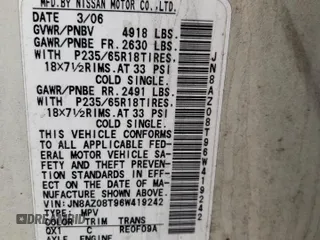 MFD. BY NISSAN MOTOR CO., LTD.
DATE 3/06
GVWR/PNBV 4918 LBS.
GAWR/PNBE FR. 2630 LBS.
WITH P235/65R18TIRES.
18×7½RIMS.AT 33 PSI
COLD SINGLE
GAWR/PNBE RR. 2491 LBS.
WITH P235/65R18TIRES.
18×7½RIMS.AT 33 PSI
COLD SINGLE
THIS VEHICLE CONFORMS
TO ALL APPLICABLE FED-
ERAL MOTOR VEHICLE SA-
FETY AND THEFT PREVEN-
TION STANDARDS IN EFF-
ECT ON THE DATE OF MA-
NUFACTURE SHOWN ABOVE.
VIN: JN8AZ08T96W419242
TYPE: MPV
COLOR TRIM TRANS
QX1 C RE0F09A
JN8AZ08T96W419242